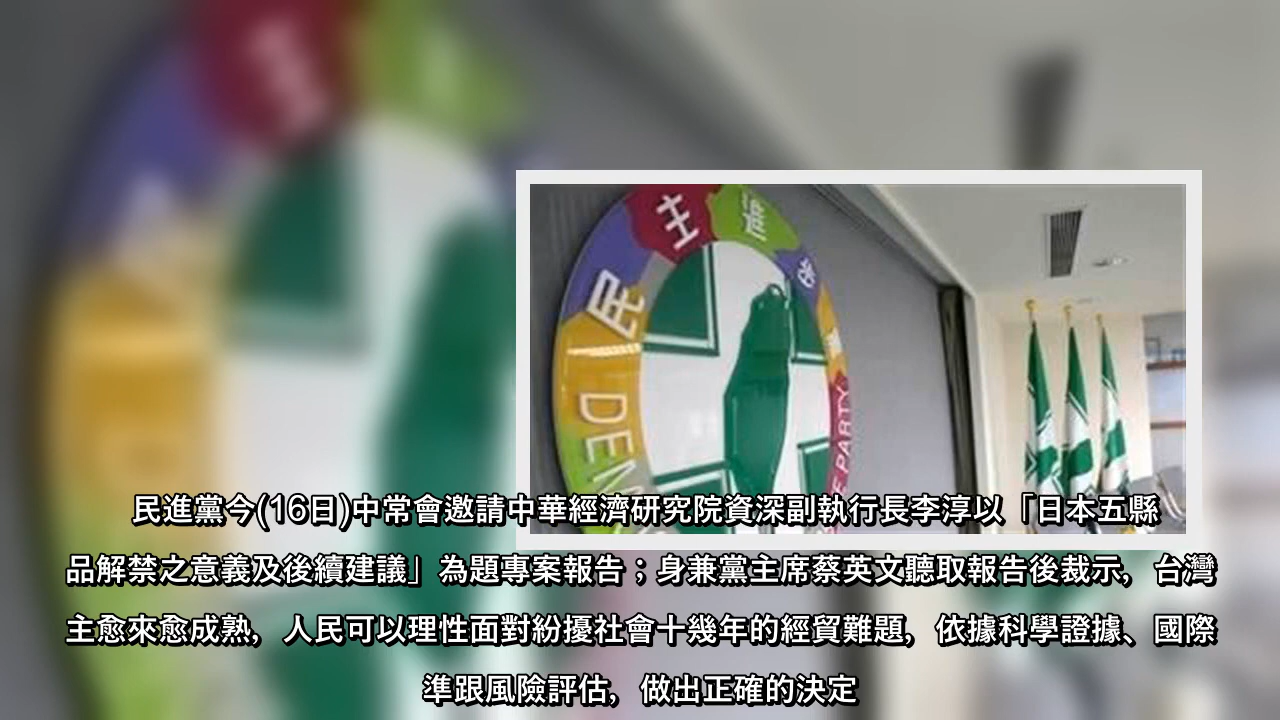 主
民
DEM
E PARTY
民進黨今(16日)中常會邀請中華經濟研究院資深副執行長李淳以「日本五縣
品解禁之意義及後續建議」為題專案報告；身兼黨主席蔡英文聽取報告後裁示，台灣
主愈來愈成熟，人民可以理性面對紛擾社會十幾年的經貿難題，依據科學證據、國際
準跟風險評估，做出正確的決定